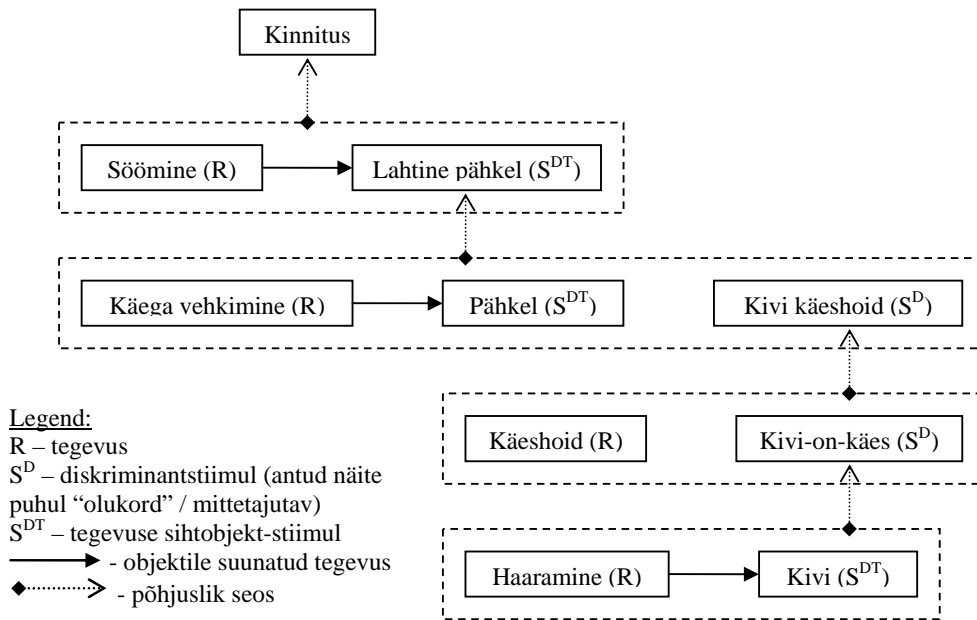 Kinnitus
Söömine (R)
Lahtine pähkel (S^DT)
Käega vehkimine (R)
Pähkel (S^DT)
Kivi käeshoid (S^D)
Käeshoid (R)
Kivi-on-käes (S^D)
Haaramine (R)
Kivi (S^DT)
Legend:
R – tegevus
S^D – diskriminantstiimul (antud näite
puhul “olukord” / mittetajutav)
S^DT – tegevuse sihtobjekt-stiimul
- objektile suunatud tegevus
- põhjuslik seos